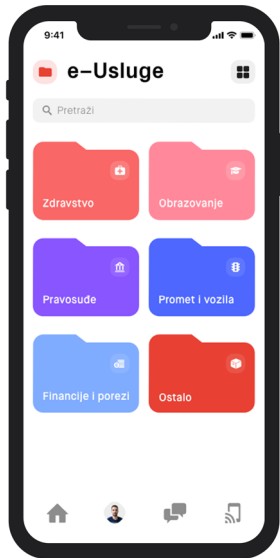 9:41
e-Usluge
Pretraži
Zdravstvo
Obrazovanje
Pravosuđe
Promet i vozila
Financije i porezi
Ostalo